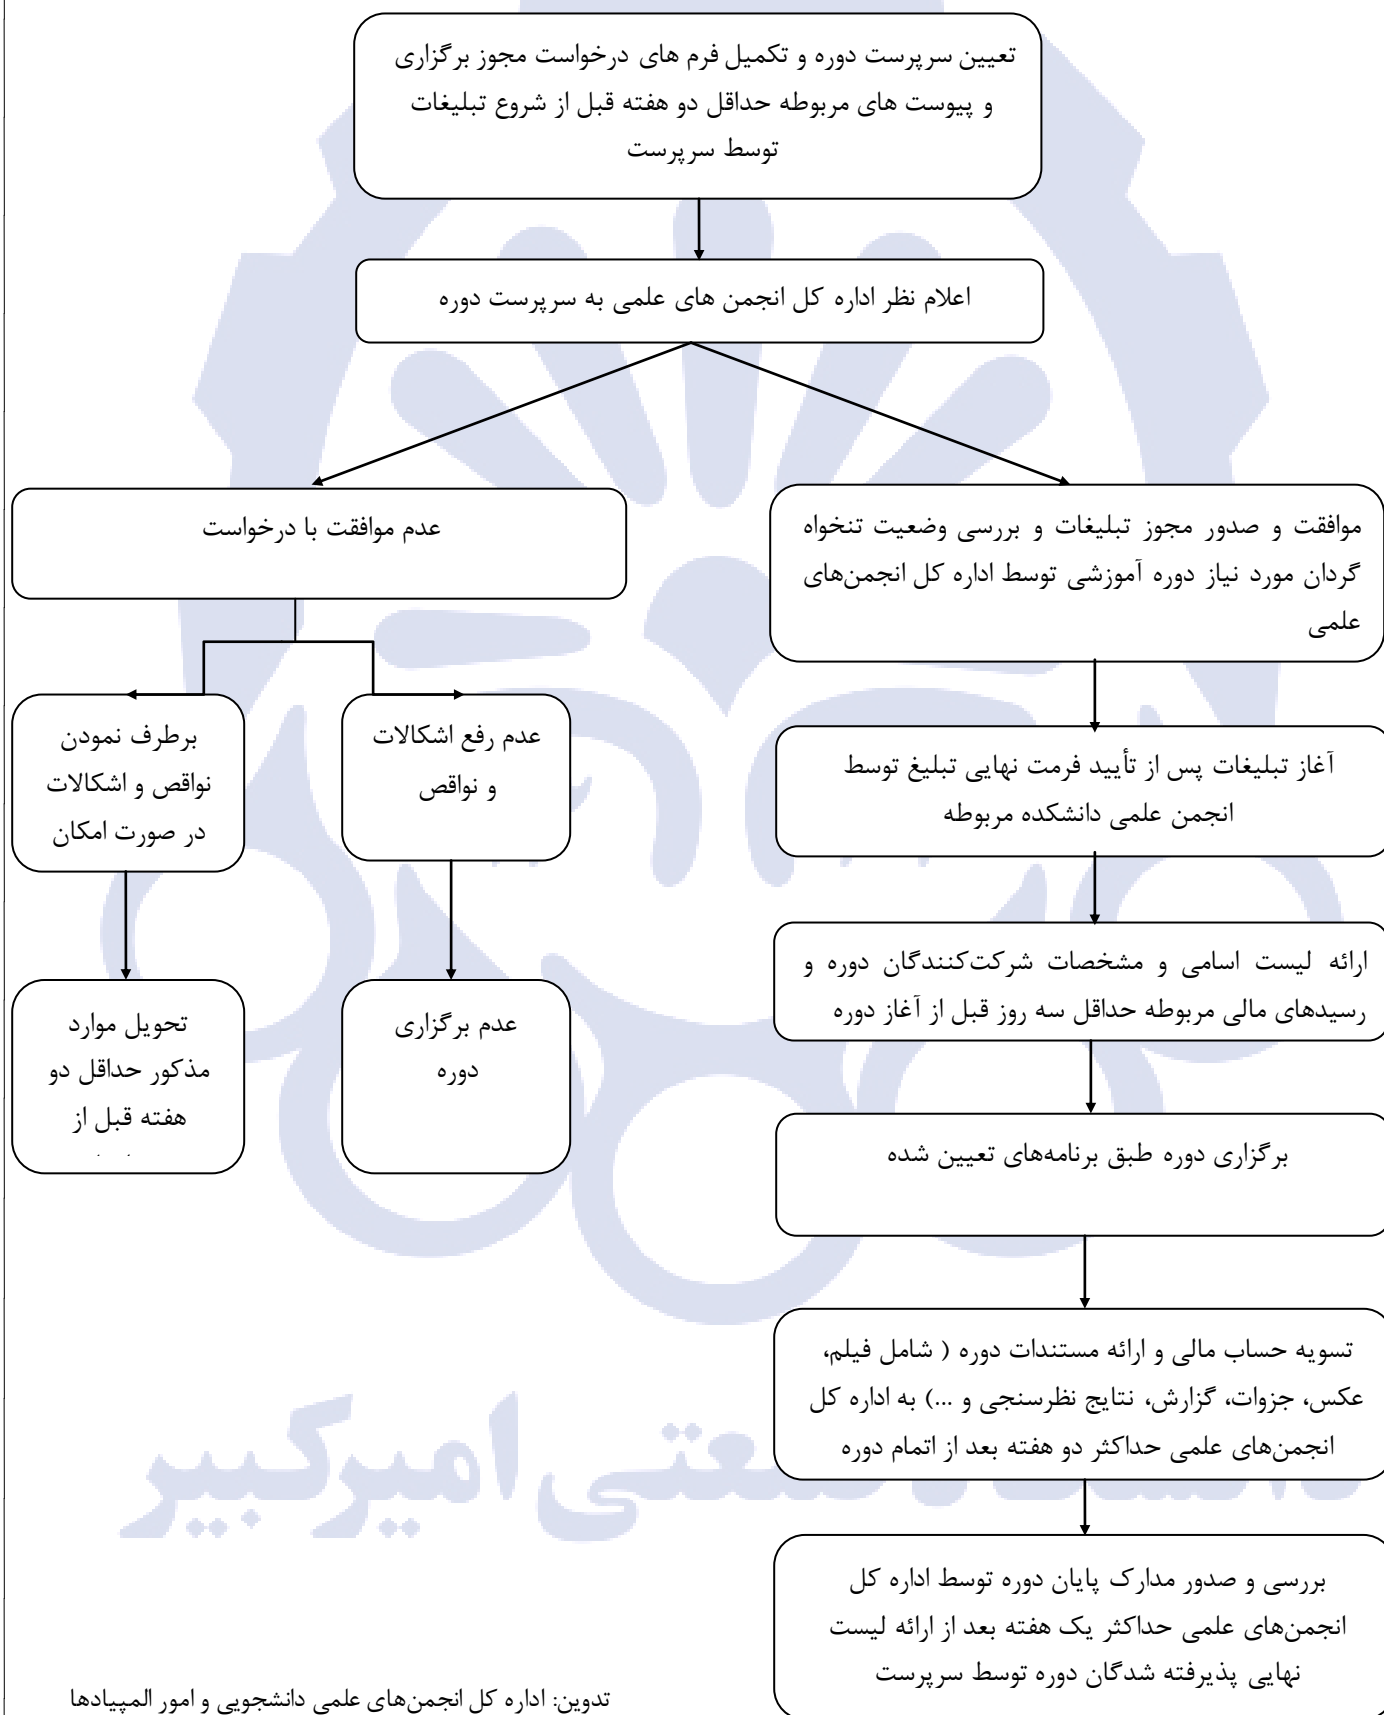 تعیین سرپرست دوره و تکمیل فرم های درخواست مجوز برگزاری
و پیوست های مربوطه حداقل دو هفته قبل از شروع تبلیغات
توسط سرپرست
اعلام نظر اداره کل انجمن های علمی به سرپرست دوره
موافقت و صدور مجوز تبلیغات و بررسی وضعیت تنخواه
گردان مورد نیاز دوره آموزشی توسط اداره کل انجمن‌های
علمی
عدم موافقت با درخواست
عدم رفع اشکالات
و نواقص
برطرف نمودن
نواقص و اشکالات
در صورت امکان
آغاز تبلیغات پس از تأیید فرمت نهایی تبلیغ توسط
انجمن علمی دانشکده مربوطه
ارائه لیست اسامی و مشخصات شرکت‌کنندگان دوره و
رسیدهای مالی مربوطه حداقل سه روز قبل از آغاز دوره
عدم برگزاری
دوره
تحویل موارد
مذکور حداقل دو
هفته قبل از
برگزاری دوره طبق برنامه‌های تعیین شده
تسویه حساب مالی و ارائه مستندات دوره ( شامل فیلم،
عکس، جزوات، گزارش، نتایج نظرسنجی و ...) به اداره کل
انجمن‌های علمی حداکثر دو هفته بعد از اتمام دوره
امیرکبیر
بررسی و صدور مدارک پایان دوره توسط اداره کل
انجمن‌های علمی حداکثر یک هفته بعد از ارائه لیست
نهایی پذیرفته شدگان دوره توسط سرپرست
تدوین: اداره کل انجمن‌های علمی دانشجویی و امور المپیادها